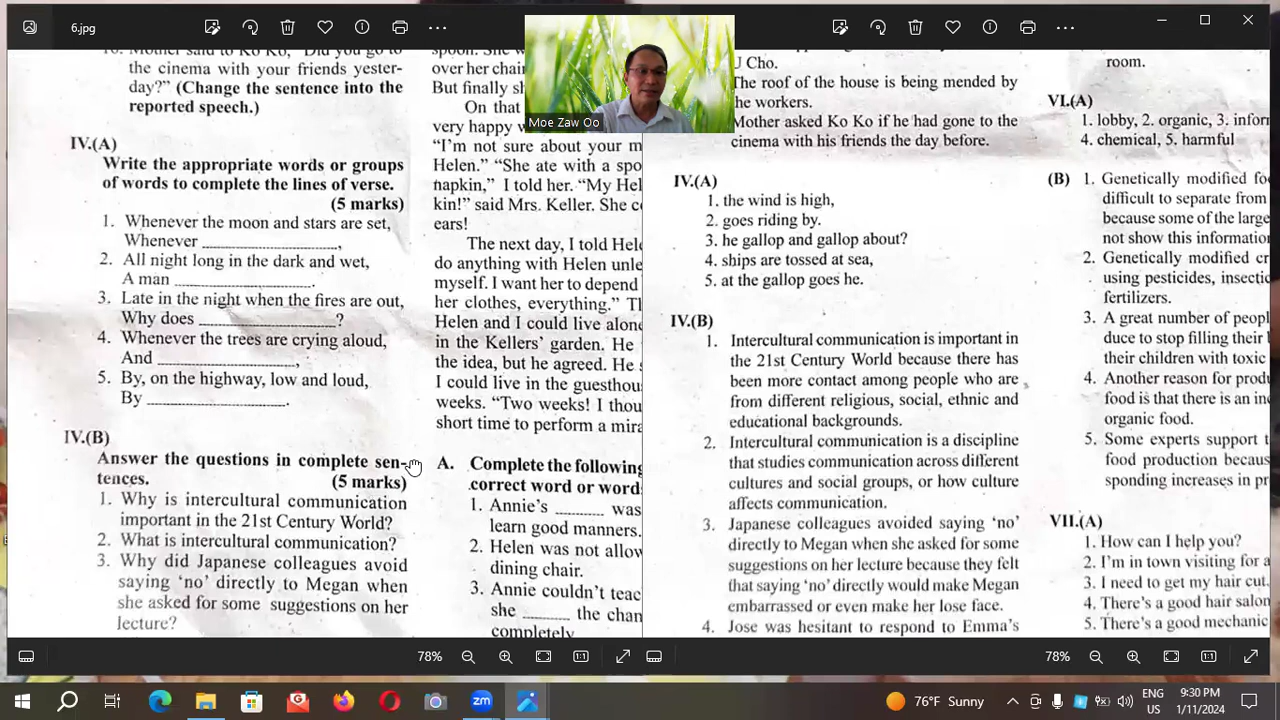 6.jpg
10. Mother said to Ko Ko, "Did you go to
the cinema with your friends yester-
day?" (Change the sentence into the
reported speech.)
IV.(A)
Write the appropriate words or groups
of words to complete the lines of verse.
(5 marks)
1. Whenever the moon and stars are set,
Whenever ____________,
2. All night long in the dark and wet,
A man ____________.
3. Late in the night when the fires are out,
Why does ____________?
4. Whenever the trees are crying aloud,
And ____________,
5. By, on the highway, low and loud,
By ____________.
IV.(B)
Answer the questions in complete sen-
tences. (5 marks)
1. Why is intercultural communication
important in the 21st Century World?
2. What is intercultural communication?
3. Why did Japanese colleagues avoid
saying 'no' directly to Megan when
she asked for some suggestions on her
lecture?
spoon. She
over her chair
But finally
On that
very happy
"I'm not sure about your m
Helen." "She ate with a spo
napkin," I told her. "My Hel
kin!" said Mrs. Keller. She c
ears!
The next day, I told Hel
do anything with Helen unle
myself. I want her to depend
her clothes, everything."
Helen and I could live alon
in the Kellers' garden. He
the idea, but he agreed. He
I could live in the guesthou
weeks. "Two weeks! I thou
short time to perform a mira
A. Complete the following
correct word or word
1. Annie's ______ was
learn good manners.
2. Helen was not allow
dining chair.
3. Annie couldn't teac
she ______ the chan
completely
Moe Zaw Oo
U Cho.
The roof of the house is being mended by
he workers.
Mother asked Ko Ko if he had gone to the
cinema with his friends the day before.
IV.(A)
1. the wind is high,
2. goes riding by.
3. he gallop and gallop about?
4. ships are tossed at sea,
5. at the gallop goes he.
IV.(B)
1. Intercultural communication is important in
the 21st Century World because there has
been more contact among people who are
from different religious, social, ethnic and
educational backgrounds.
2. Intercultural communication is a discipline
that studies communication across different
cultures and social groups, or how culture
affects communication.
3. Japanese colleagues avoided saying 'no'
directly to Megan when she asked for some
suggestions on her lecture because they felt
that saying 'no' directly would make Megan
embarrassed or even make her lose face.
4. Jose was hesitant to respond to Emma's
room.
VI.(A)
1. lobby, 2. organic, 3. infor
4. chemical, 5. harmful
(B) 1. Genetically modified fo
difficult to separate from
because some of the large
not show this information
2. Genetically modified cr
using pesticides, insectic
fertilizers.
3. A great number of peopl
duce to stop filling their
their children with toxic
4. Another reason for prod
food is that there is an in
organic food.
5. Some experts support t
food production becaus
sponding increases in pr
VII.(A)
1. How can I help you?
2. I'm in town visiting for a
3. I need to get my hair cut.
4. There's a good hair salon
5. There's a good mechanic
78%
1:1
78%
1:1
zm
76°F Sunny
ENG
US
9:30 PM
1/11/2024